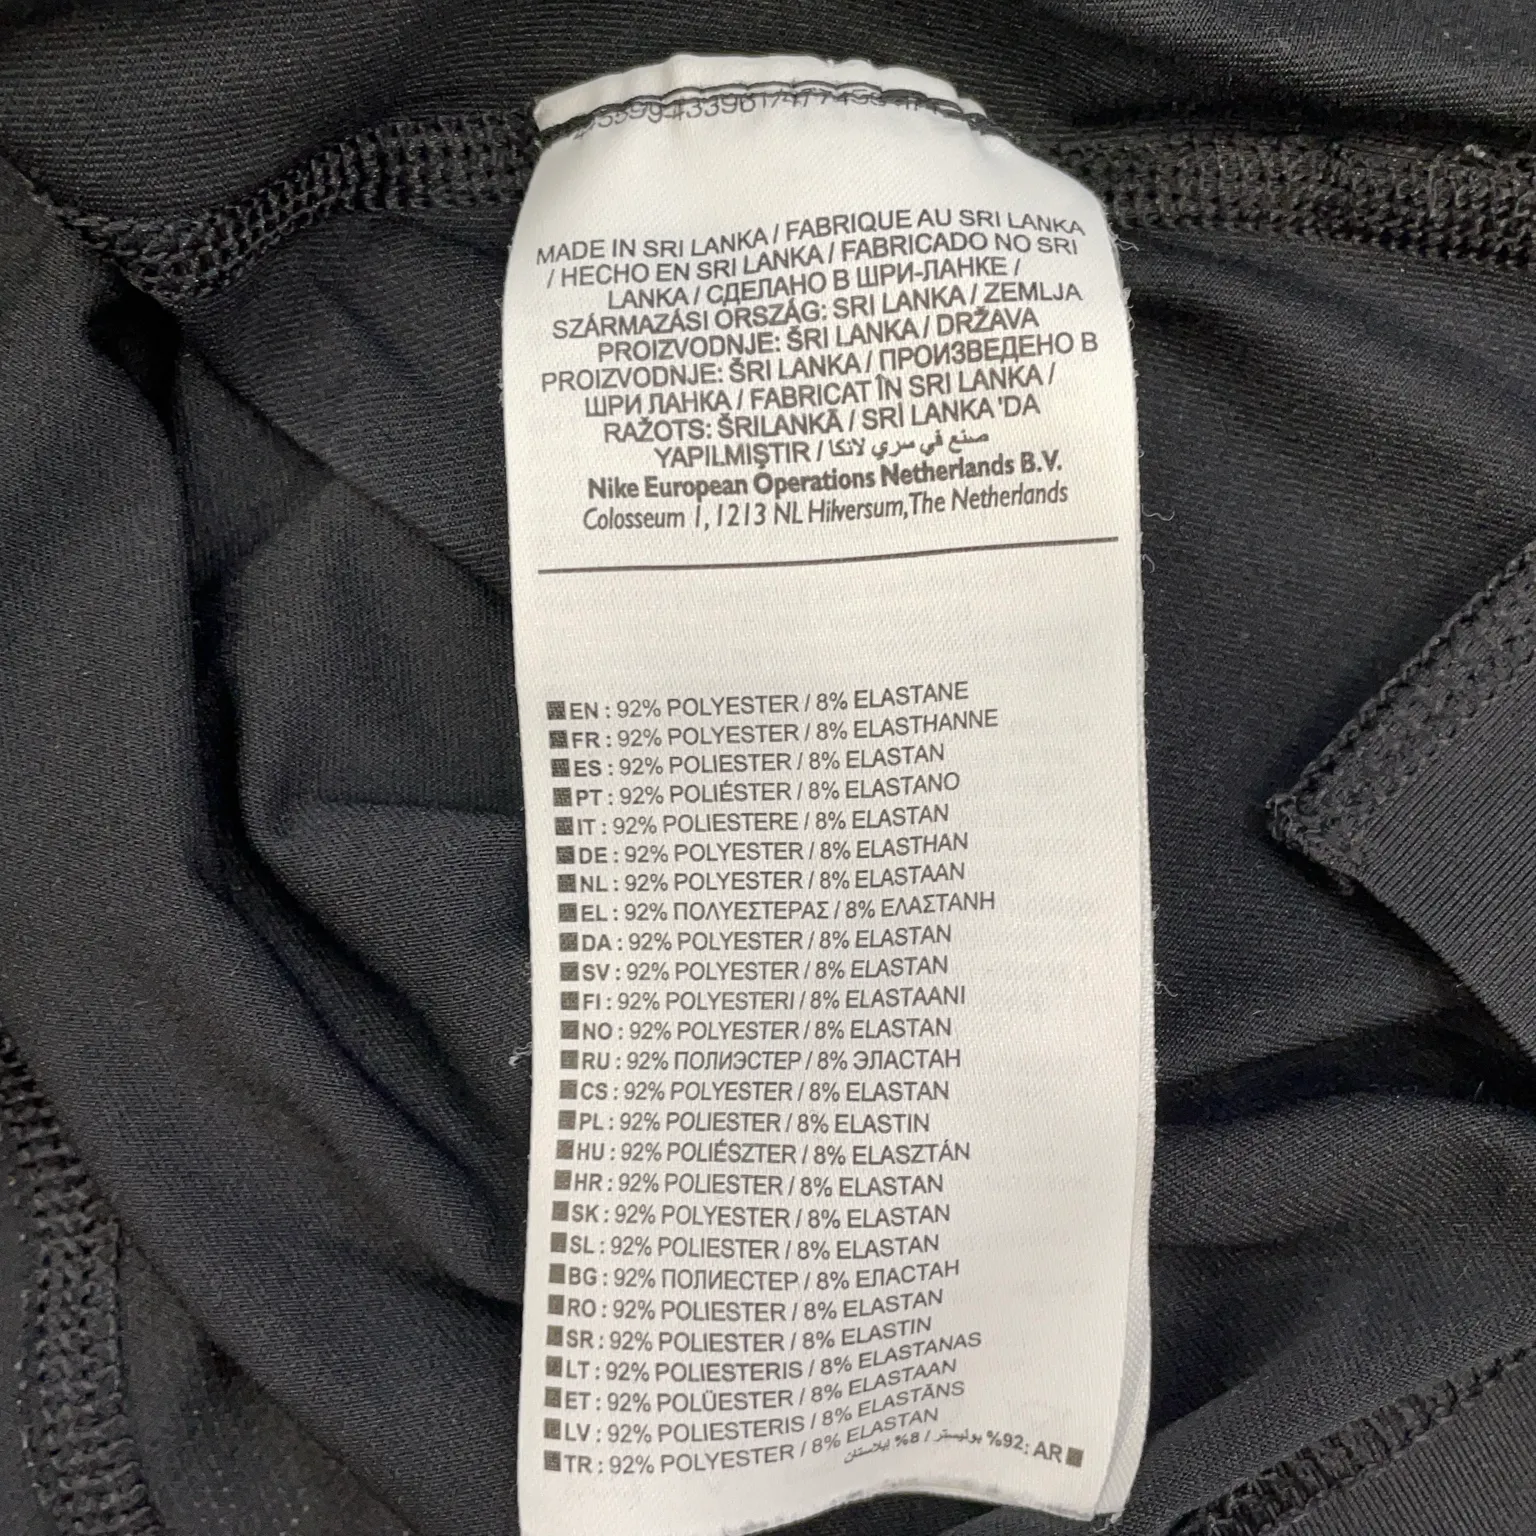 MADE IN SRI LANKA / FABRIQUE AU SRI LANKA
/ HECHO EN SRI LANKA / FABRICADO NO SRI
LANKA / СДЕЛАНО В ШРИ-ЛАНКЕ /
SZÁRMAZÁSI ORSZÁG: SRI LANKA / ZEMLJA
PROIZVODNJE: ŠRI LANKA / DRŽAVA
PROIZVODNJE: ŠRI LANKA / ПРОИЗВЕДЕНО В
ШРИ ЛАНКА / FABRICAT ÎN SRI LANKA /
RAŽOTS: ŠRILANKĀ / SRİ LANKA 'DA
YAPILMIŞTIR / صنع في سري لانكا
Nike European Operations Netherlands B.V.
Colosseum 1, 1213 NL Hilversum, The Netherlands
EN : 92% POLYESTER / 8% ELASTANE
FR : 92% POLYESTER / 8% ELASTHANNE
ES : 92% POLIESTER / 8% ELASTAN
PT : 92% POLIÉSTER / 8% ELASTANO
IT : 92% POLIESTERE / 8% ELASTAN
DE : 92% POLYESTER / 8% ELASTHAN
NL : 92% POLYESTER / 8% ELASTAAN
EL : 92% ΠΟΛΥΕΣΤΕΡΑΣ / 8% ΕΛΑΣΤΑΝΗ
DA : 92% POLYESTER / 8% ELASTAN
SV : 92% POLYESTER / 8% ELASTAN
FI : 92% POLYESTERI / 8% ELASTAANI
NO : 92% POLYESTER / 8% ELASTAN
RU : 92% ПОЛИЭСТЕР / 8% ЭЛАСТАН
CS : 92% POLYESTER / 8% ELASTAN
PL : 92% POLIESTER / 8% ELASTIN
HU : 92% POLIÉSZTER / 8% ELASZTÁN
HR : 92% POLIESTER / 8% ELASTAN
SK : 92% POLYESTER / 8% ELASTAN
SL : 92% POLIESTER / 8% ELASTAN
BG : 92% ПОЛИЕСТЕР / 8% ЕЛАСТАН
RO : 92% POLIESTER / 8% ELASTAN
SR : 92% POLIESTER / 8% ELASTIN
LT : 92% POLIESTERIS / 8% ELASTANAS
ET : 92% POLÜESTER / 8% ELASTAAN
LV : 92% POLIESTERIS / 8% ELASTĀNS
TR : 92% POLYESTER / 8% ELASTAN
AR :92% بوليستر / 8% إيلاستان